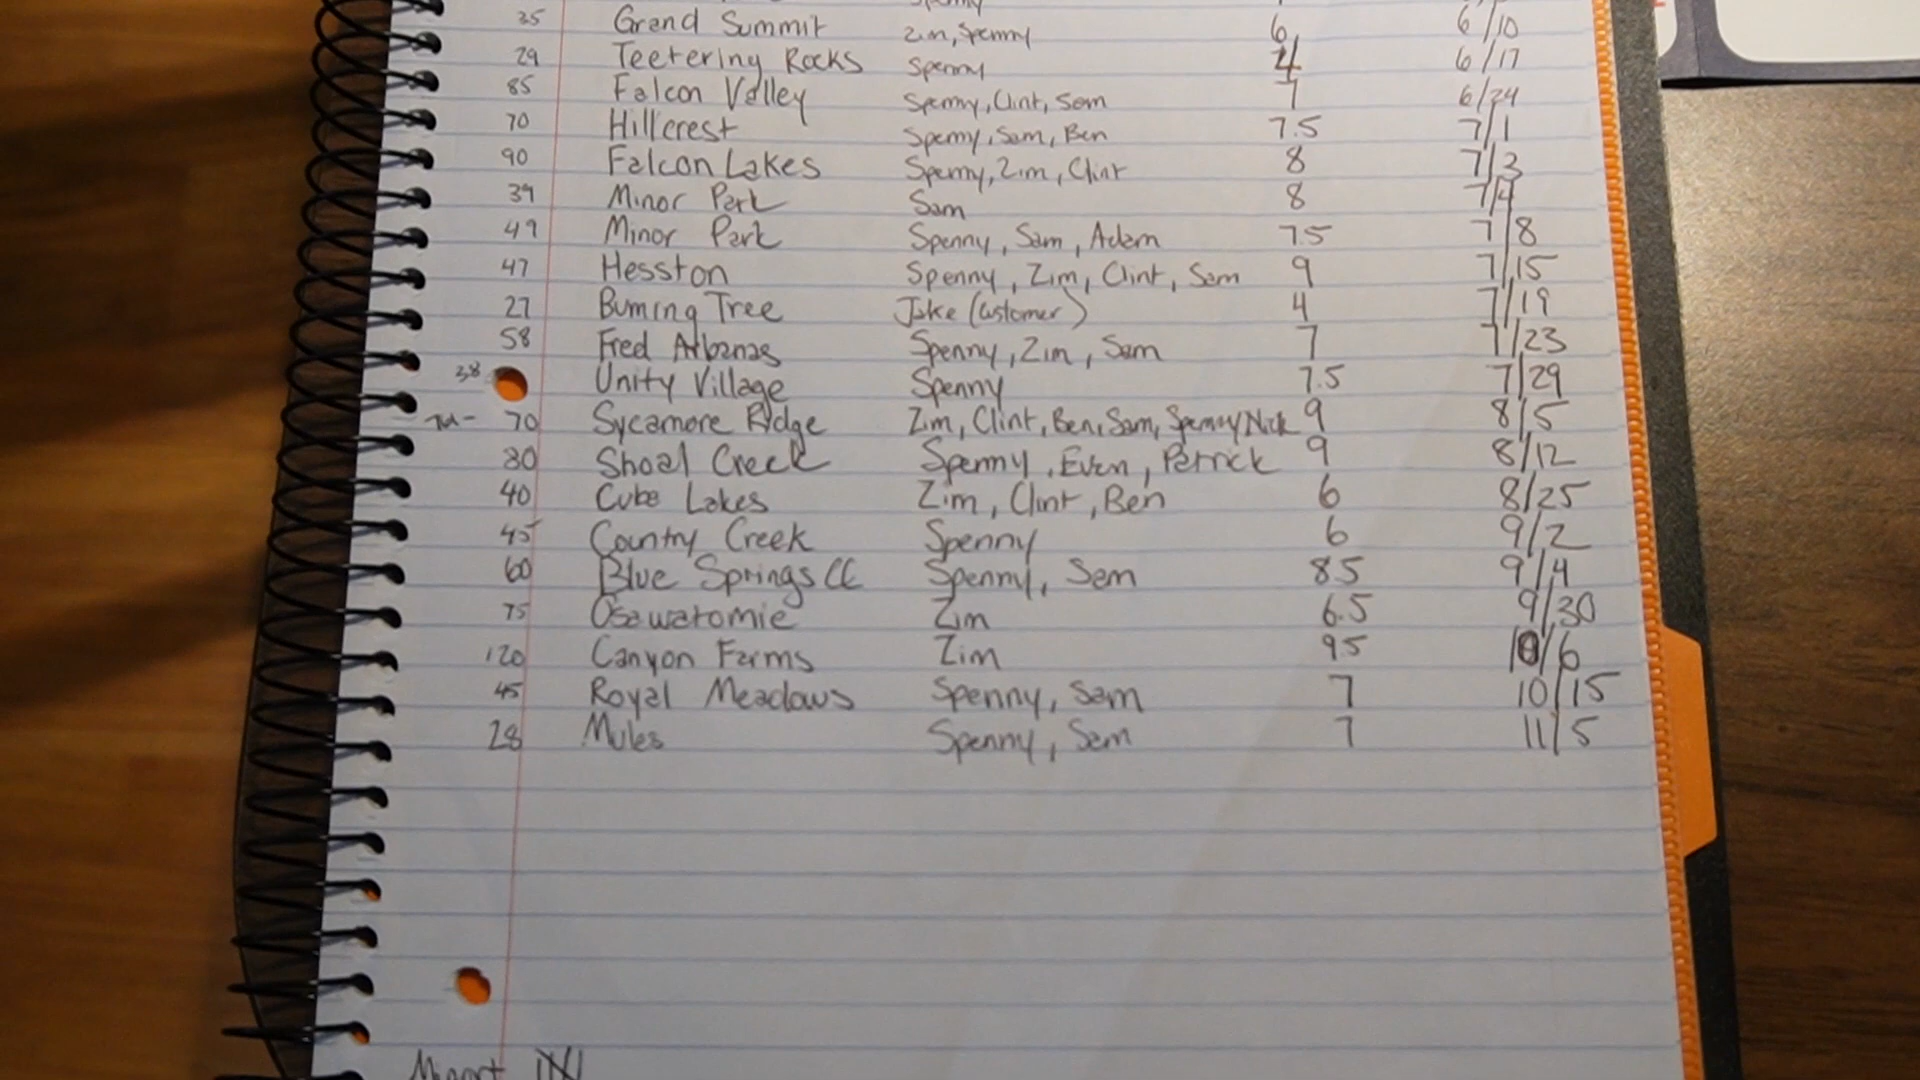 35 Grand Summit Zim, Spenny 6 6/10
29 Teetering Rocks Spenny 4 6/17
85 Falcon Valley Spenny, Clint, Sam 7 6/24
70 Hillcrest Spenny, Sam, Ben 7.5 7/1
90 Falcon Lakes Spenny, Zim, Clint 8 7/3
39 Minor Park Sam 8 7/4
49 Minor Park Spenny, Sam, Adam 7.5 7/8
47 Hesston Spenny, Zim, Clint, Sam 9 7/15
27 Burning Tree Jake (Customer) 4 7/19
58 Fred Arbanas Spenny, Zim, Sam 7 7/23
38 Unity Village Spenny 7.5 7/29
70 Sycamore Ridge Zim, Clint, Ben, Sam, Spenny Nick 9 8/5
80 Shoal Creek Spenny, Evan, Patrick 9 8/12
40 Cube Lakes Zim, Clint, Ben 6 8/25
45 Country Creek Spenny 6 9/2
60 Blue Springs CC Spenny, Sam 8.5 9/4
75 Osawatomie Zim 6.5 9/30
120 Canyon Farms Zim 9.5 10/6
45 Royal Meadows Spenny, Sam 7 10/15
28 Mules Spenny, Sam 7 11/5